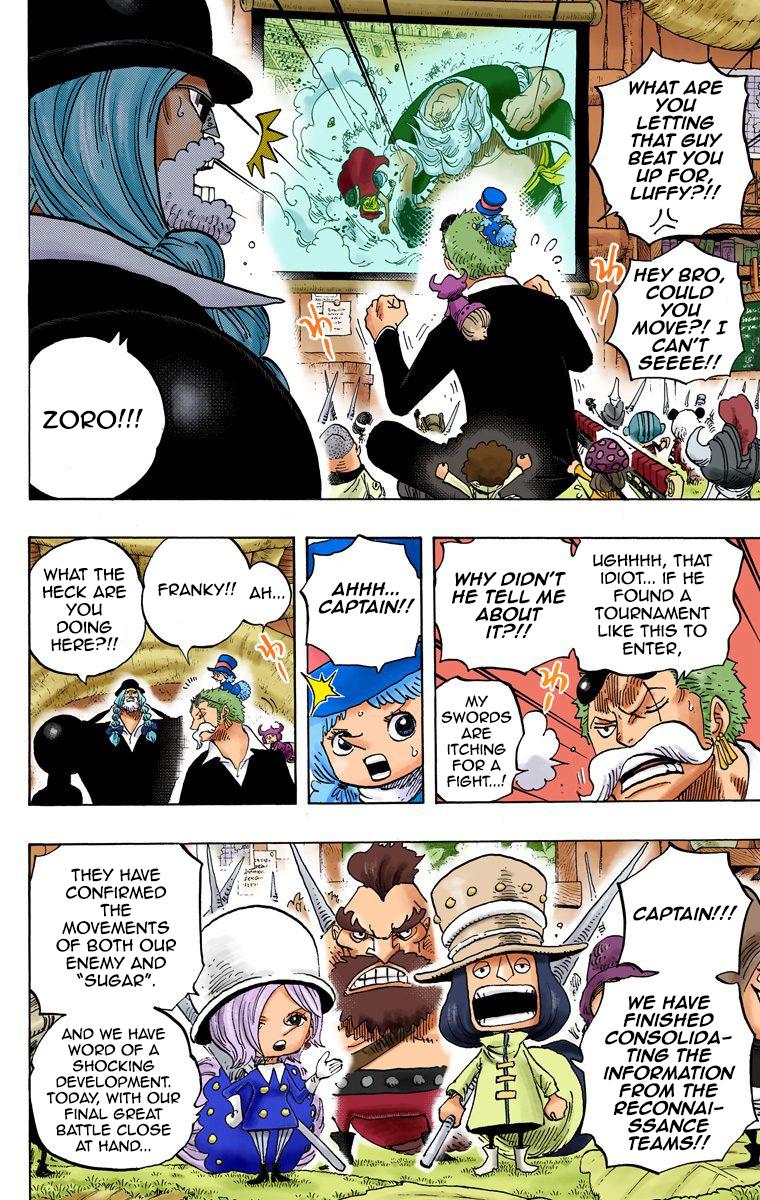 WHAT ARE
YOU
LETTING
THAT GUY
BEAT YOU
UP FOR,
LUFFY?!!
HEY BRO,
COULD
YOU
MOVE?! I
CAN'T
SEEEE!!
ZORO!!!
UGHHHH, THAT
IDIOT... IF HE
FOUND A
TOURNAMENT
LIKE THIS TO
ENTER,
WHY DIDN'T
HE TELL ME
ABOUT
IT?!!
MY
SWORDS
ARE
ITCHING
FOR A
FIGHT...!
AHHH...
CAPTAIN!!
AH...
FRANKY!!
WHAT THE
HECK ARE
YOU
DOING
HERE?!!
CAPTAIN!!!
WE HAVE
FINISHED
CONSOLIDA-
TING THE
INFORMATION
FROM THE
RECONNAI-
SSANCE
TEAMS!!
THEY HAVE
CONFIRMED
THE
MOVEMENTS
OF BOTH OUR
ENEMY AND
"SUGAR".
AND WE HAVE
WORD OF A
SHOCKING
DEVELOPMENT.
TODAY, WITH OUR
FINAL GREAT
BATTLE CLOSE
AT HAND...